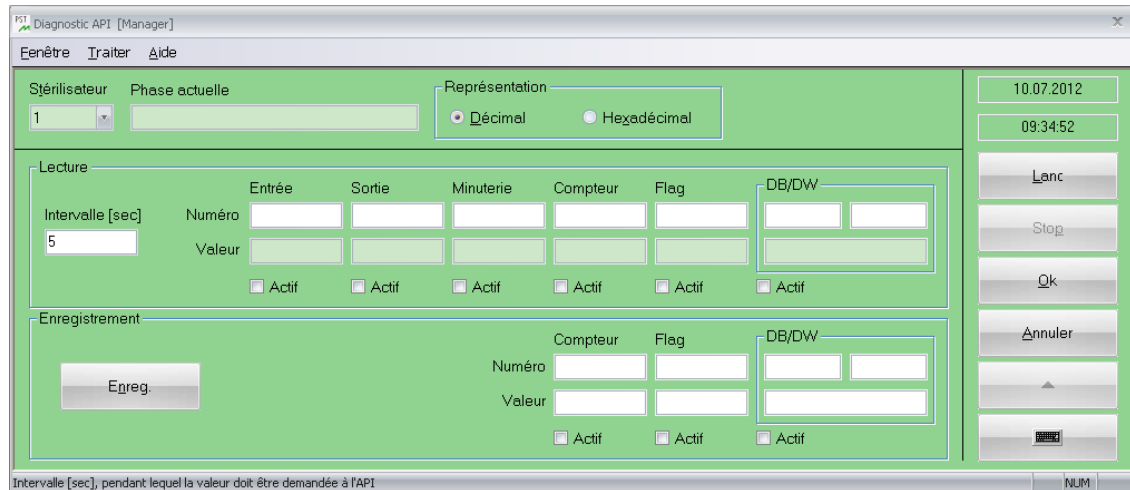 PST Diagnostic API [Manager]
Fenêtre Traiter Aide
Stérilisateur Phase actuelle Représentation 10.07.2012
1 Décimal Hexadécimal
09:34:52
Lecture
Lanc
Entrée Sortie Minuterie Compteur Flag DB/DW
Intervalle [sec] Numéro
Stop
5
Valeur
Actif Actif Actif Actif Actif Actif
Ok
Enregistrement
Compteur Flag DB/DW
Annuler
Numéro
Enreg.
Valeur
Actif Actif Actif
Intervalle [sec], pendant lequel la valeur doit être demandée à l'API NUM